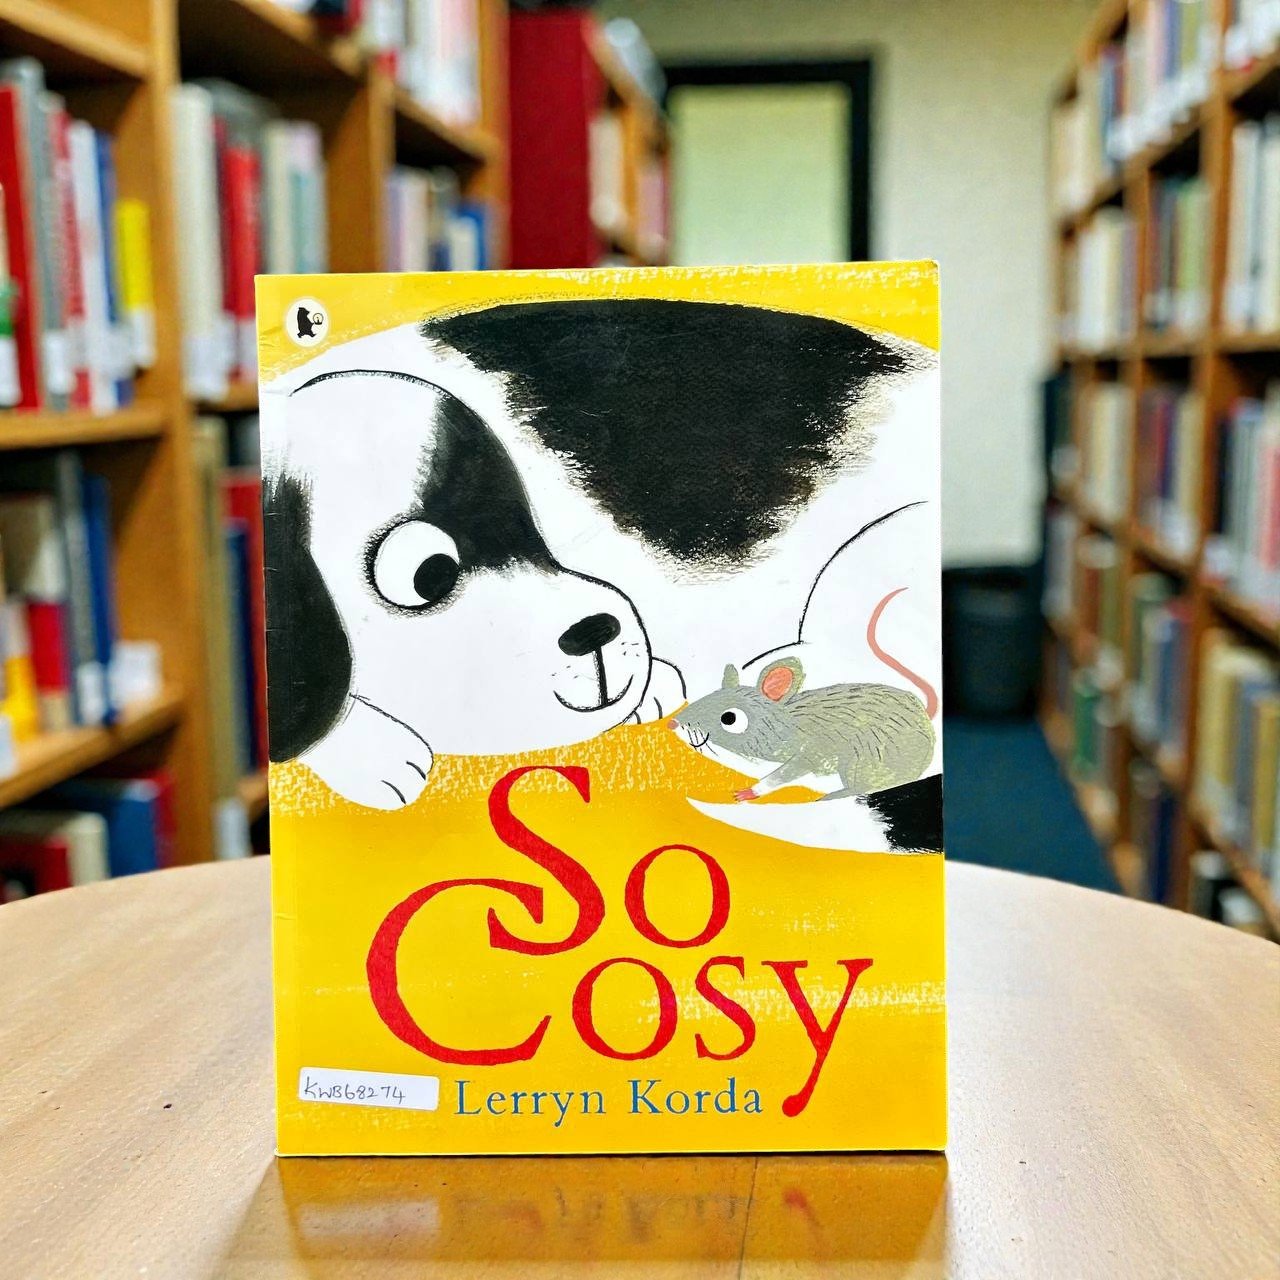 So
Cosy
KWB68274
Lerryn Korda